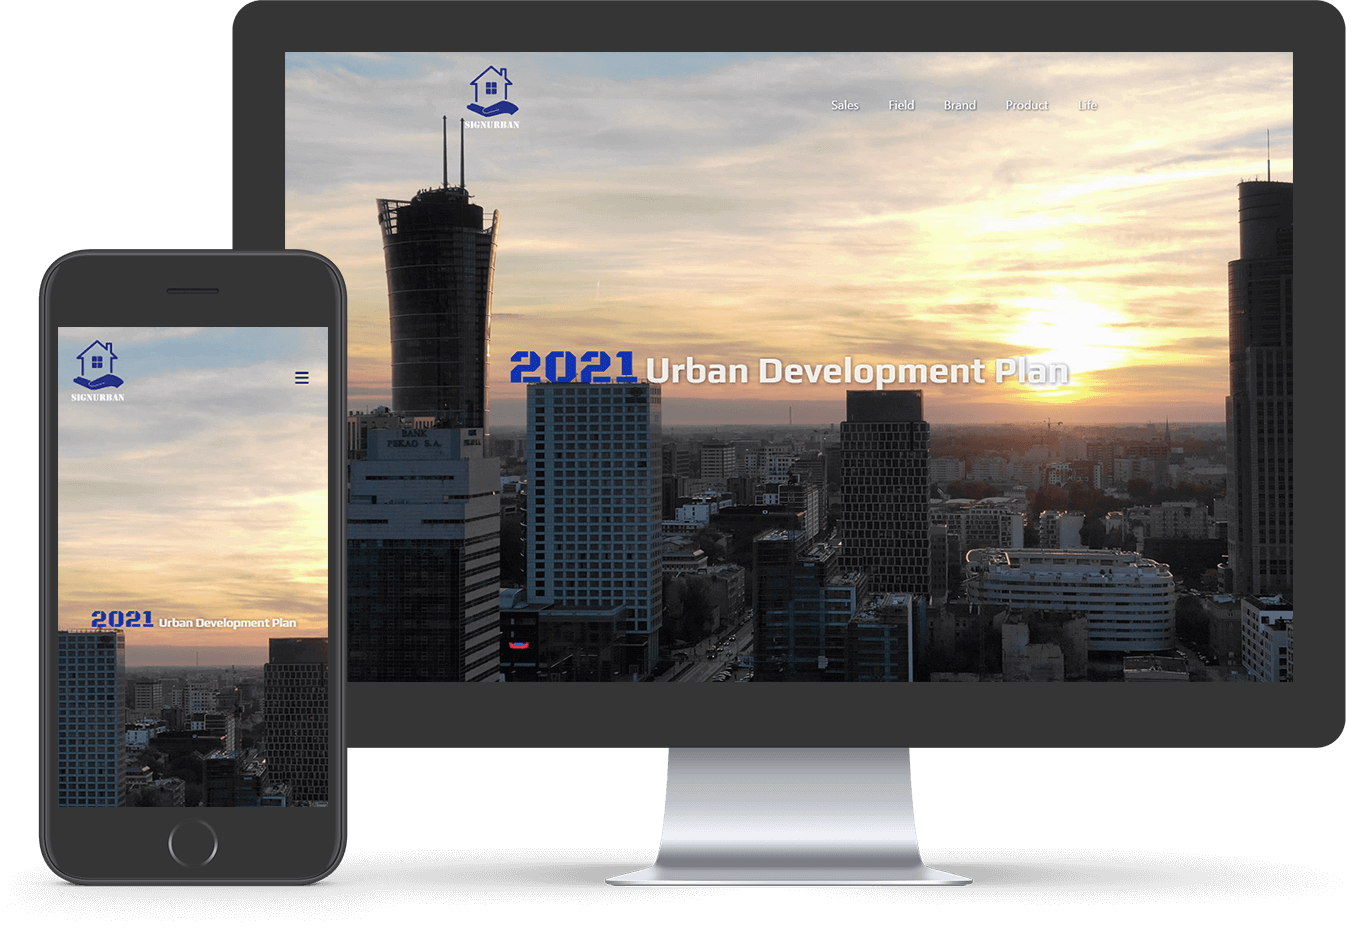 SIGNURBAN
Sales Field Brand Product Life
2021 Urban Development Plan
BANK
PEKAO S.A.
SIGNURBAN
2021 Urban Development Plan